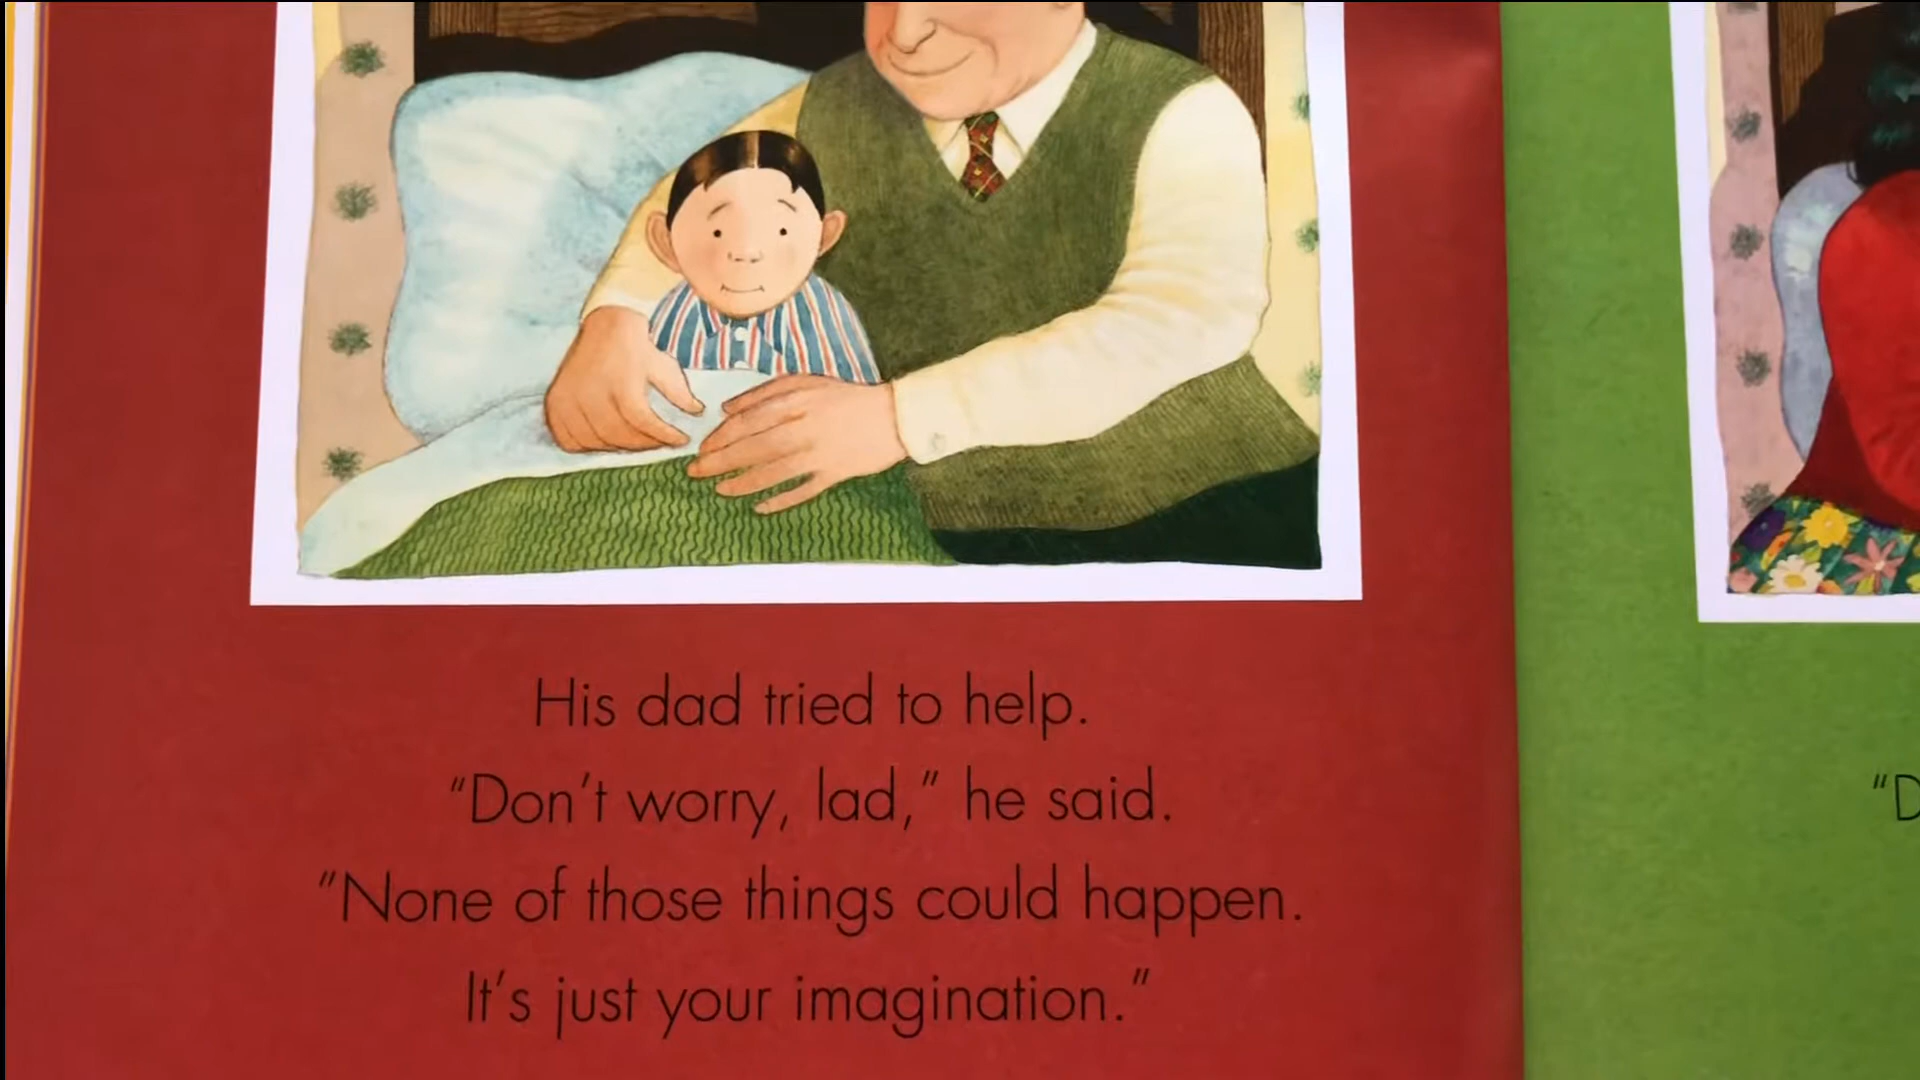 His dad tried to help.
“Don't worry, lad,” he said.
“None of those things could happen.
It's just your imagination.”
“D